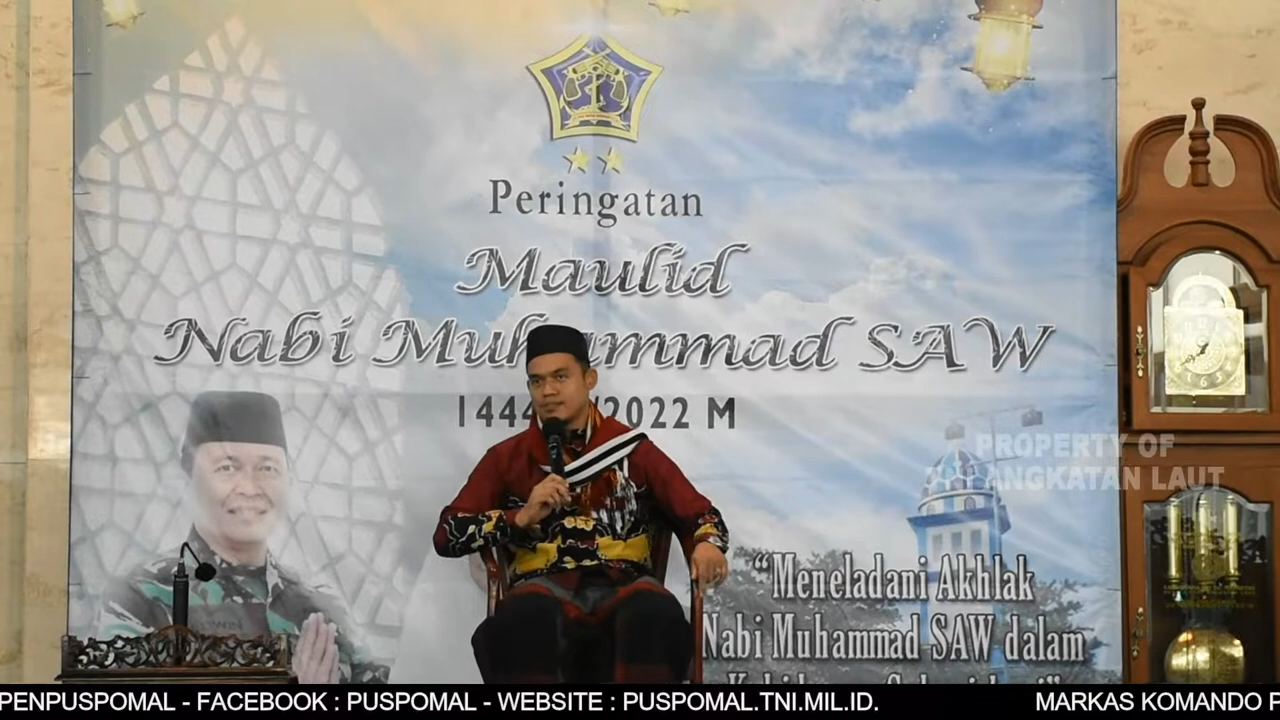 Peringatan
Maulid
Nabi Muhammad SAW
1444 /2022 M
PROPERTY OF
ANGKATAN LAUT
“Meneladani Akhlak
Nabi Muhammad SAW dalam
PENPUSPOMAL - FACEBOOK : PUSPOMAL - WEBSITE : PUSPOMAL.TNI.MIL.ID. MARKAS KOMANDO P